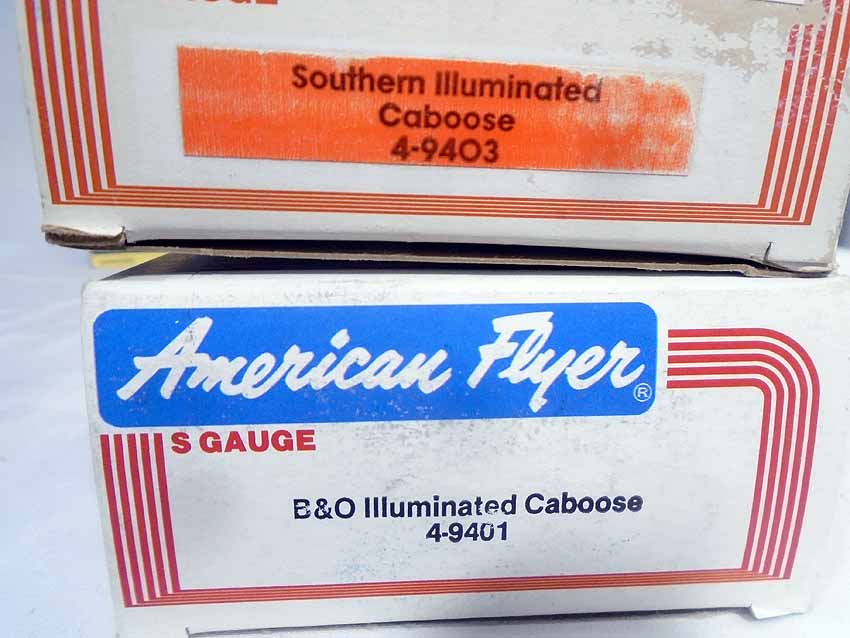 Southern Illuminated
Caboose
4-9403
American Flyer®
S GAUGE
B&O Illuminated Caboose
4-9401